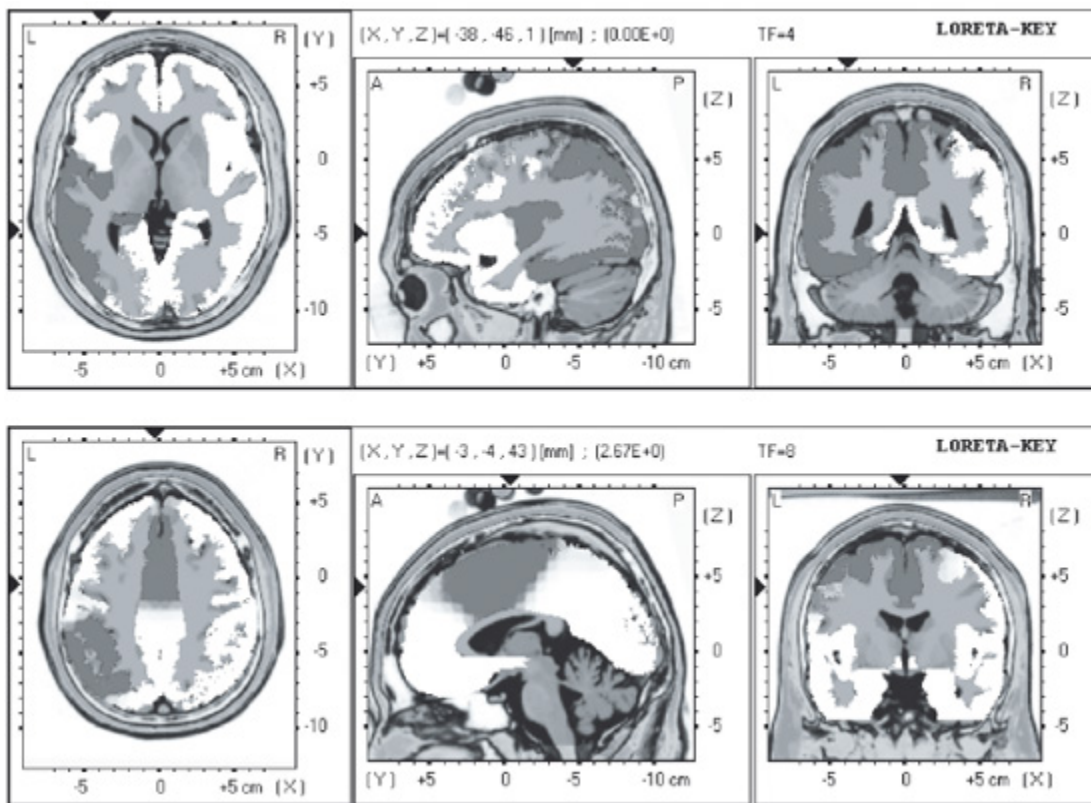 (X,Y,Z)=(-38,-46,1)[mm] ; (0.00E+0) TF=4 LORETA-KEY
L R (Y) A P (Z) L R (Z)
+5 +5 +5
0
-5 0 0
-10 -5 -5
-5 0 +5 cm (X) (Y) +5 0 -5 -10 cm -5 0 +5 cm (X)
(X,Y,Z)=(-3,-4,43)[mm] ; (2.67E+0) TF=8 LORETA-KEY
L R (Y) A P (Z) L R (Z)
+5 +5 +5
0
-5 0 0
-10 -5 -5
-5 0 +5 cm (X) (Y) +5 0 -5 -10 cm -5 0 +5 cm (X)